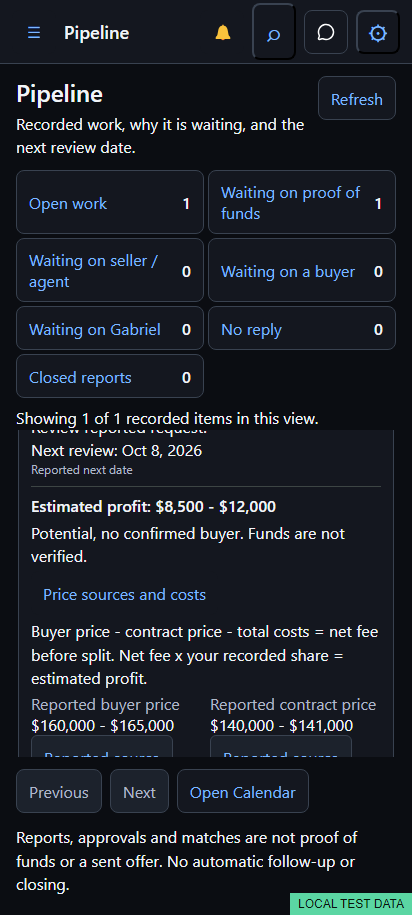 Pipeline
Pipeline
Refresh
Recorded work, why it is waiting, and the
next review date.
Open work 1
Waiting on proof of
funds 1
Waiting on seller /
agent 0
Waiting on a buyer 0
Waiting on Gabriel 0
No reply 0
Closed reports 0
Showing 1 of 1 recorded items in this view.
Review reported request.
Next review: Oct 8, 2026
Reported next date
Estimated profit: $8,500 - $12,000
Potential, no confirmed buyer. Funds are not
verified.
Price sources and costs
Buyer price - contract price - total costs = net fee
before split. Net fee x your recorded share =
estimated profit.
Reported buyer price Reported contract price
$160,000 - $165,000 $140,000 - $141,000
Reported source Reported source
Previous Next Open Calendar
Reports, approvals and matches are not proof of
funds or a sent offer. No automatic follow-up or
closing.
LOCAL TEST DATA